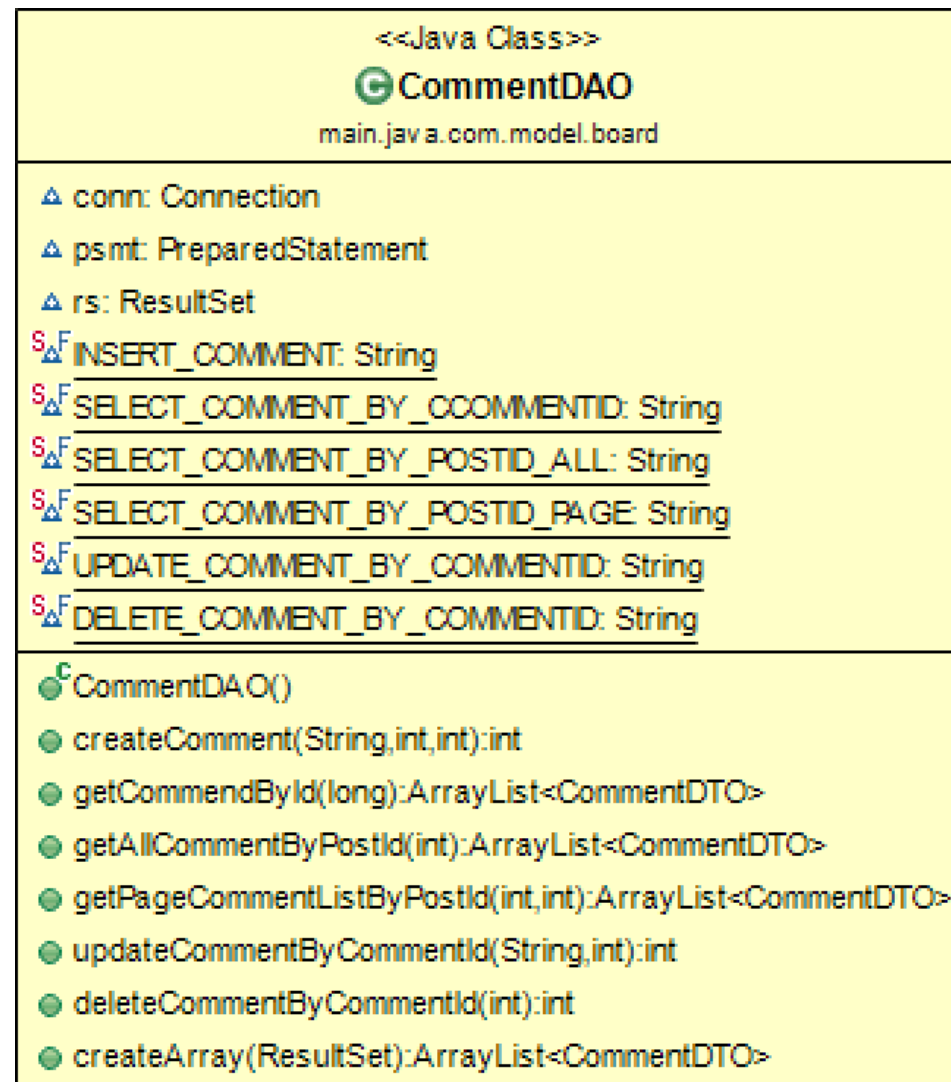 <<Java Class>>
C CommentDAO
main.java.com.model.board
conn: Connection
psmt: PreparedStatement
rs: ResultSet
S F INSERT_COMMENT: String
S F SELECT_COMMENT_BY_CCOMMENTID: String
S F SELECT_COMMENT_BY_POSTID_ALL: String
S F SELECT_COMMENT_BY_POSTID_PAGE: String
S F UPDATE_COMMENT_BY_COMMENTID: String
S F DELETE_COMMENT_BY_COMMENTID: String
C CommentDAO()
createComment(String,int,int):int
getCommendById(long):ArrayList<CommentDTO>
getAllCommentByPostId(int):ArrayList<CommentDTO>
getPageCommentListByPostId(int,int):ArrayList<CommentDTO>
updateCommentByCommentId(String,int):int
deleteCommentByCommentId(int):int
createArray(ResultSet):ArrayList<CommentDTO>